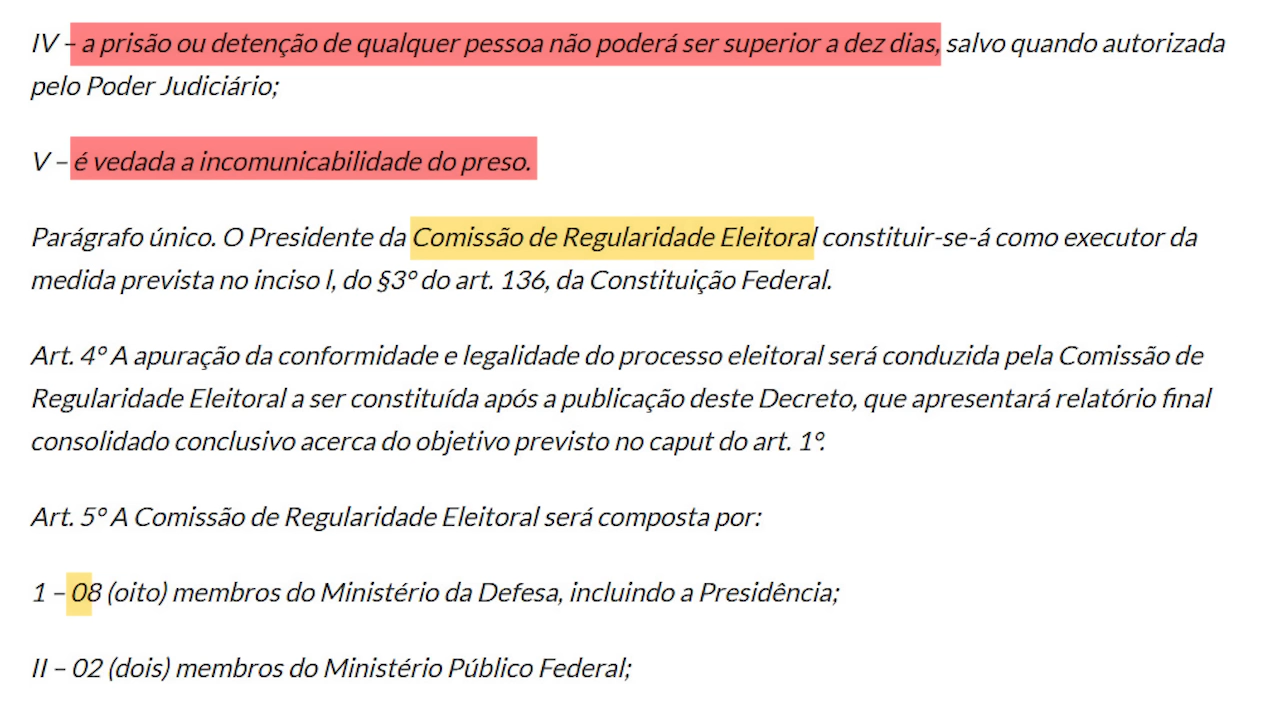 IV – a prisão ou detenção de qualquer pessoa não poderá ser superior a dez dias, salvo quando autorizada
pelo Poder Judiciário;
V – é vedada a incomunicabilidade do preso.
Parágrafo único. O Presidente da Comissão de Regularidade Eleitoral constituir-se-á como executor da
medida prevista no inciso l, do §3º do art. 136, da Constituição Federal.
Art. 4º A apuração da conformidade e legalidade do processo eleitoral será conduzida pela Comissão de
Regularidade Eleitoral a ser constituída após a publicação deste Decreto, que apresentará relatório final
consolidado conclusivo acerca do objetivo previsto no caput do art. 1º.
Art. 5º A Comissão de Regularidade Eleitoral será composta por:
1 – 08 (oito) membros do Ministério da Defesa, incluindo a Presidência;
II – 02 (dois) membros do Ministério Público Federal;